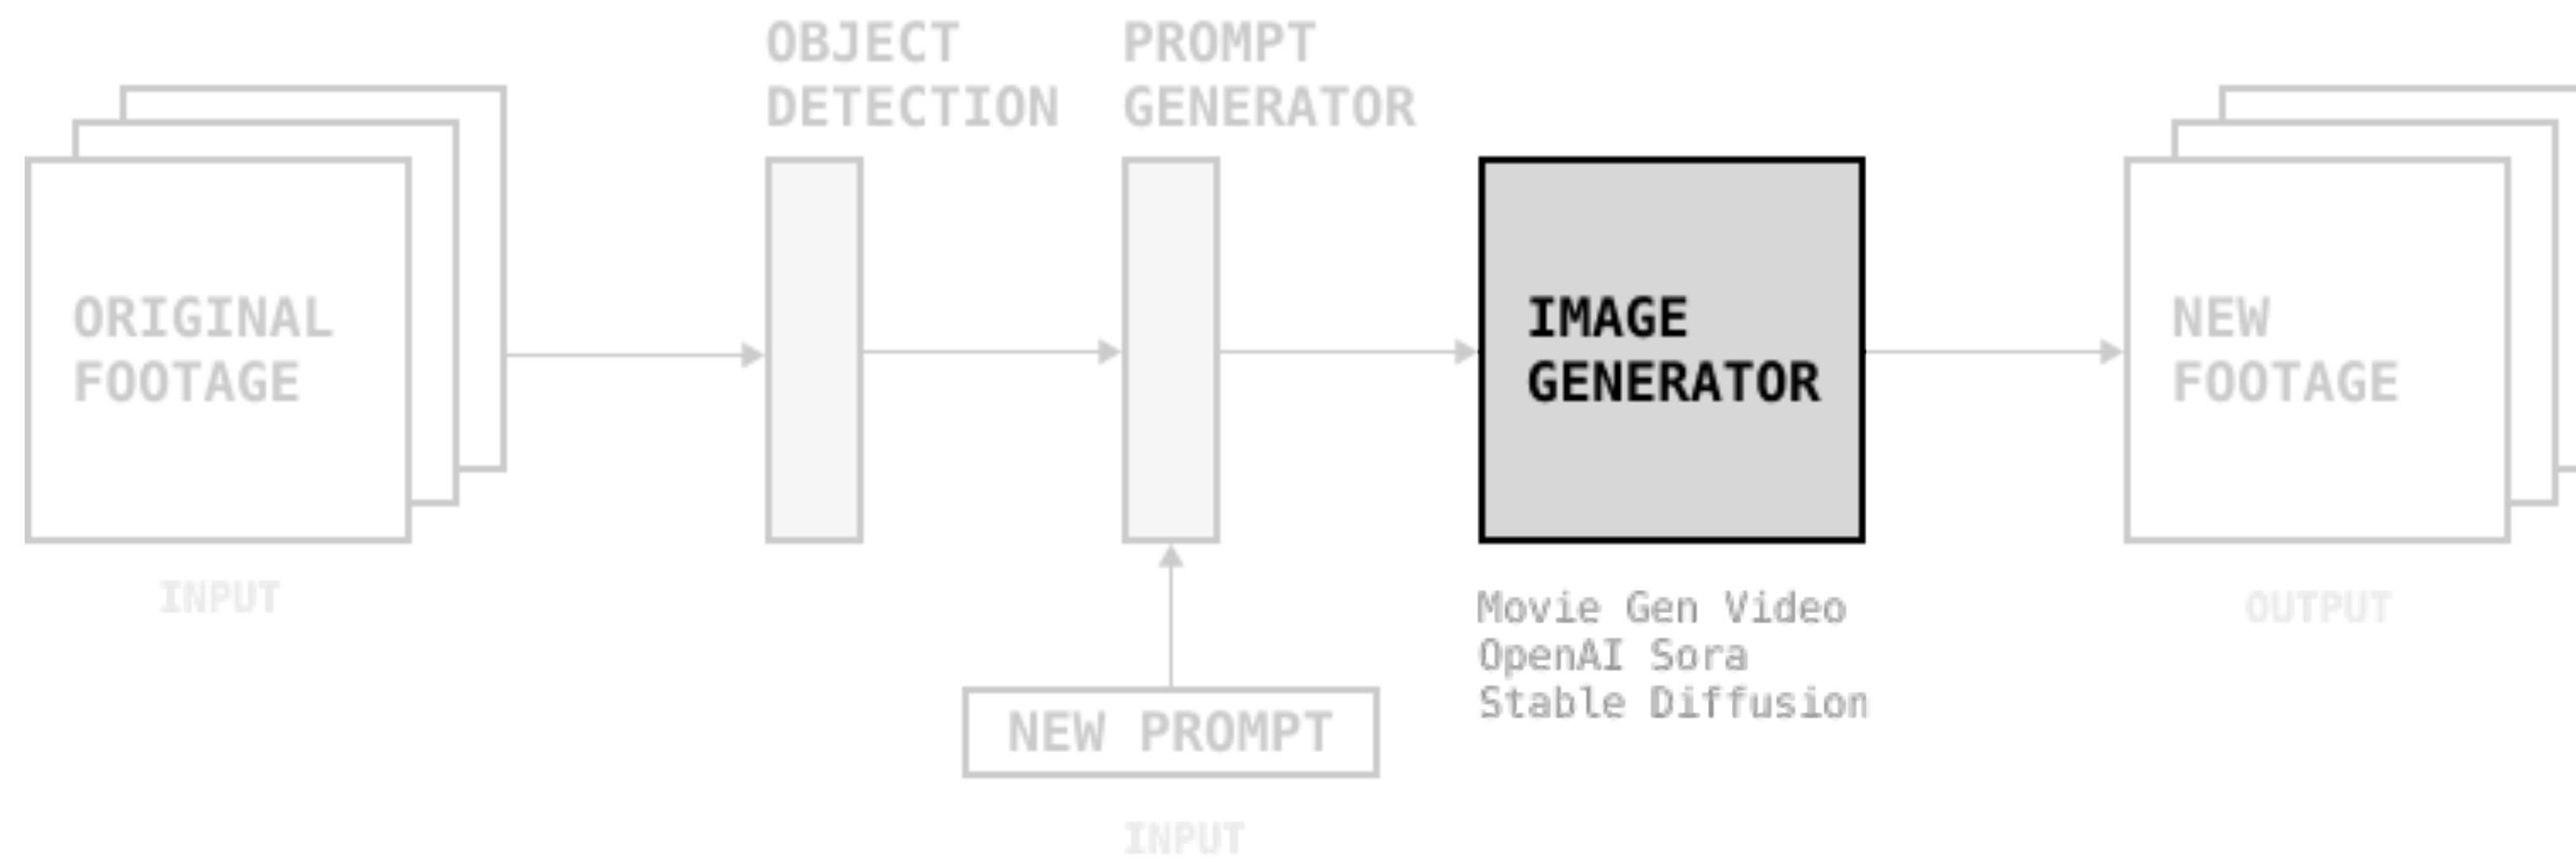 OBJECT
DETECTION
PROMPT
GENERATOR
ORIGINAL
FOOTAGE
IMAGE
GENERATOR
NEW
FOOTAGE
INPUT
Movie Gen Video
OpenAI Sora
Stable Diffusion
OUTPUT
NEW PROMPT
INPUT